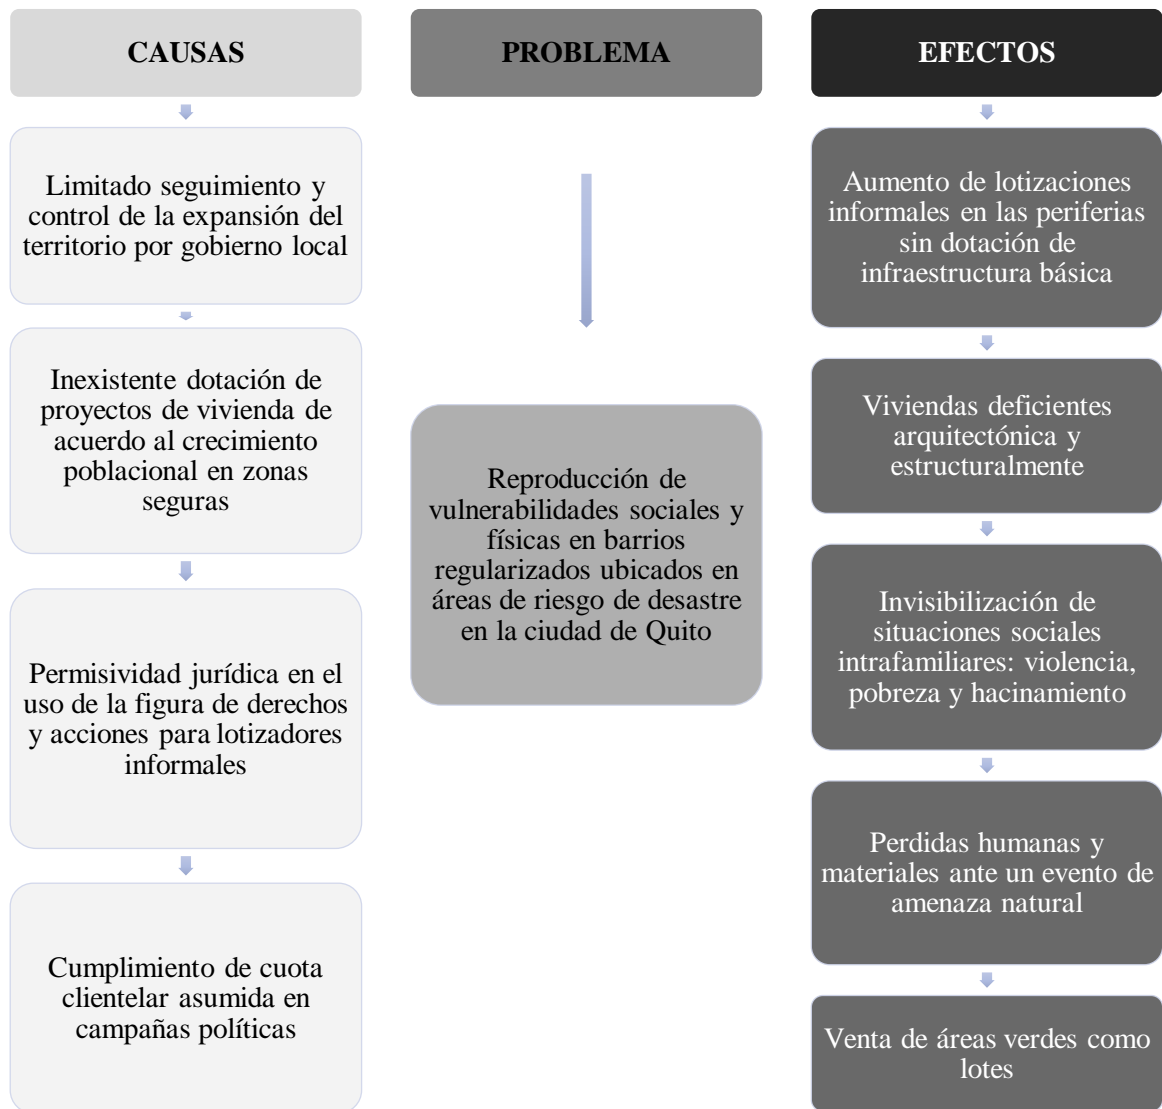 CAUSAS
Limitado seguimiento y
control de la expansión del
territorio por gobierno local
Inexistente dotación de
proyectos de vivienda de
acuerdo al crecimiento
poblacional en zonas
seguras
Permisividad jurídica en el
uso de la figura de derechos
y acciones para lotizadores
informales
Cumplimiento de cuota
clientelar asumida en
campañas políticas
PROBLEMA
Reproducción de
vulnerabilidades sociales y
físicas en barrios
regularizados ubicados en
áreas de riesgo de desastre
en la ciudad de Quito
EFECTOS
Aumento de lotizaciones
informales en las periferias
sin dotación de
infraestructura básica
Viviendas deficientes
arquitectónica y
estructuralmente
Invisibilización de
situaciones sociales
intrafamiliares: violencia,
pobreza y hacinamiento
Perdidas humanas y
materiales ante un evento de
amenaza natural
Venta de áreas verdes como
lotes